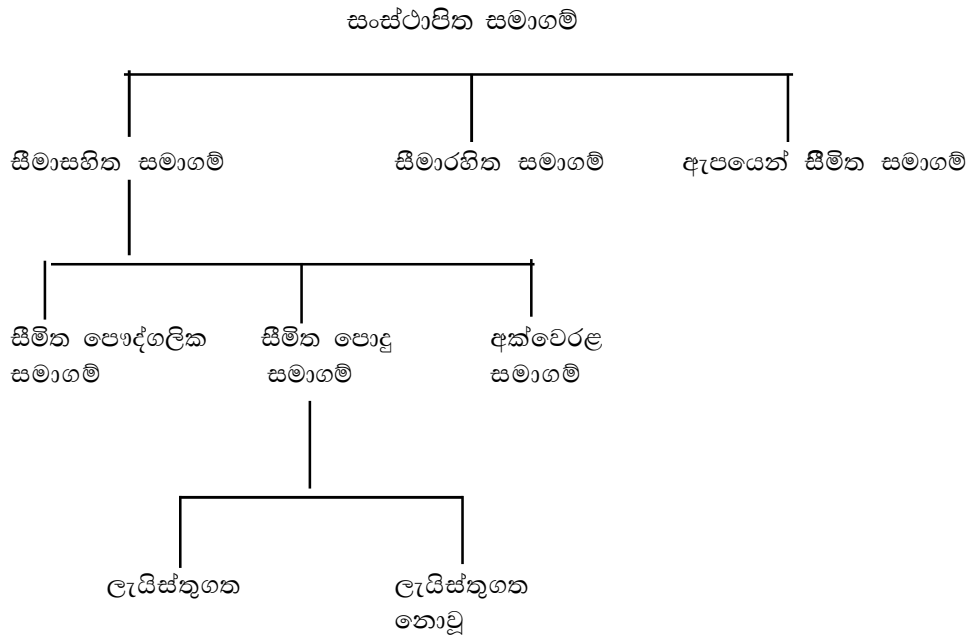 සංස්ථාපිත සමාගම්
සීමාසහිත සමාගම්
සීමාරහිත සමාගම්
ඇපයෙන් සීමිත සමාගම්
සීමිත පෞද්ගලික
සමාගම්
සීමිත පොදු
සමාගම්
අක්වෙරළ
සමාගම්
ලැයිස්තුගත
ලැයිස්තුගත
නොවූ